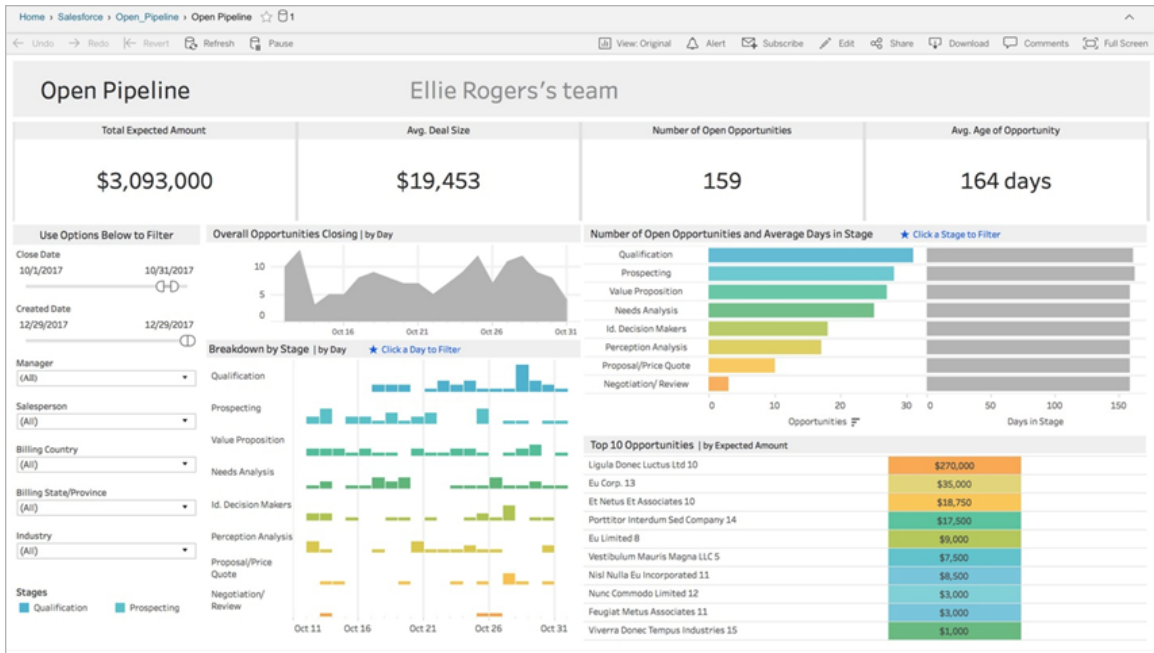 Home › Salesforce › Open_Pipeline › Open Pipeline 1
Undo Redo Revert Refresh Pause View: Original Alert Subscribe Edit Share Download Comments Full Screen
Open Pipeline Ellie Rogers's team
Total Expected Amount Avg. Deal Size Number of Open Opportunities Avg. Age of Opportunity
$3,093,000 $19,453 159 164 days
Use Options Below to Filter
Close Date
10/1/2017 10/31/2017
Created Date
12/29/2017 12/29/2017
Manager
(All)
Salesperson
(All)
Billing Country
(All)
Billing State/Province
(All)
Industry
(All)
Stages
Qualification Prospecting
Overall Opportunities Closing | by Day
10
5
0
Oct 16 Oct 21 Oct 26 Oct 31
Breakdown by Stage | by Day ★ Click a Day to Filter
Qualification
Prospecting
Value Proposition
Needs Analysis
Id. Decision Makers
Perception Analysis
Proposal/Price
Quote
Negotiation/
Review
Oct 11 Oct 16 Oct 21 Oct 26 Oct 31
Number of Open Opportunities and Average Days in Stage ★ Click a Stage to Filter
Qualification
Prospecting
Value Proposition
Needs Analysis
Id. Decision Makers
Perception Analysis
Proposal/Price Quote
Negotiation/ Review
0 10 20 30 0 50 100 150
Opportunities Days in Stage
Top 10 Opportunities | by Expected Amount
Ligula Donec Luctus Ltd 10 $270,000
Eu Corp. 13 $35,000
Et Netus Et Associates 10 $18,750
Porttitor Interdum Sed Company 14 $17,500
Eu Limited 8 $9,000
Vestibulum Mauris Magna LLC 5 $7,500
Nisl Nulla Eu Incorporated 11 $8,500
Nunc Commodo Limited 12 $3,000
Feugiat Metus Associates 11 $3,000
Viverra Donec Tempus Industries 15 $1,000